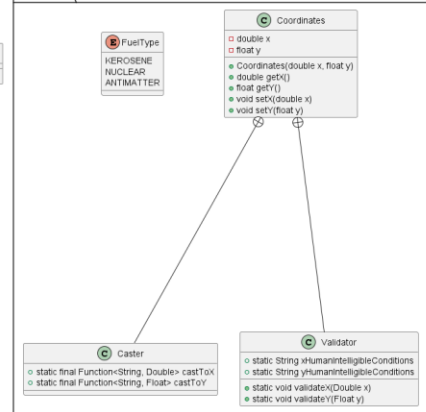 E FuelType
KEROSENE
NUCLEAR
ANTIMATTER
C Coordinates
double x
float y
Coordinates(double x, float y)
double getX()
float getY()
void setX(double x)
void setY(float y)
C Caster
static final Function<String, Double> castToX
static final Function<String, Float> castToY
C Validator
static String xHumanIntelligibleConditions
static String yHumanIntelligibleConditions
static void validateX(Double x)
static void validateY(Float y)